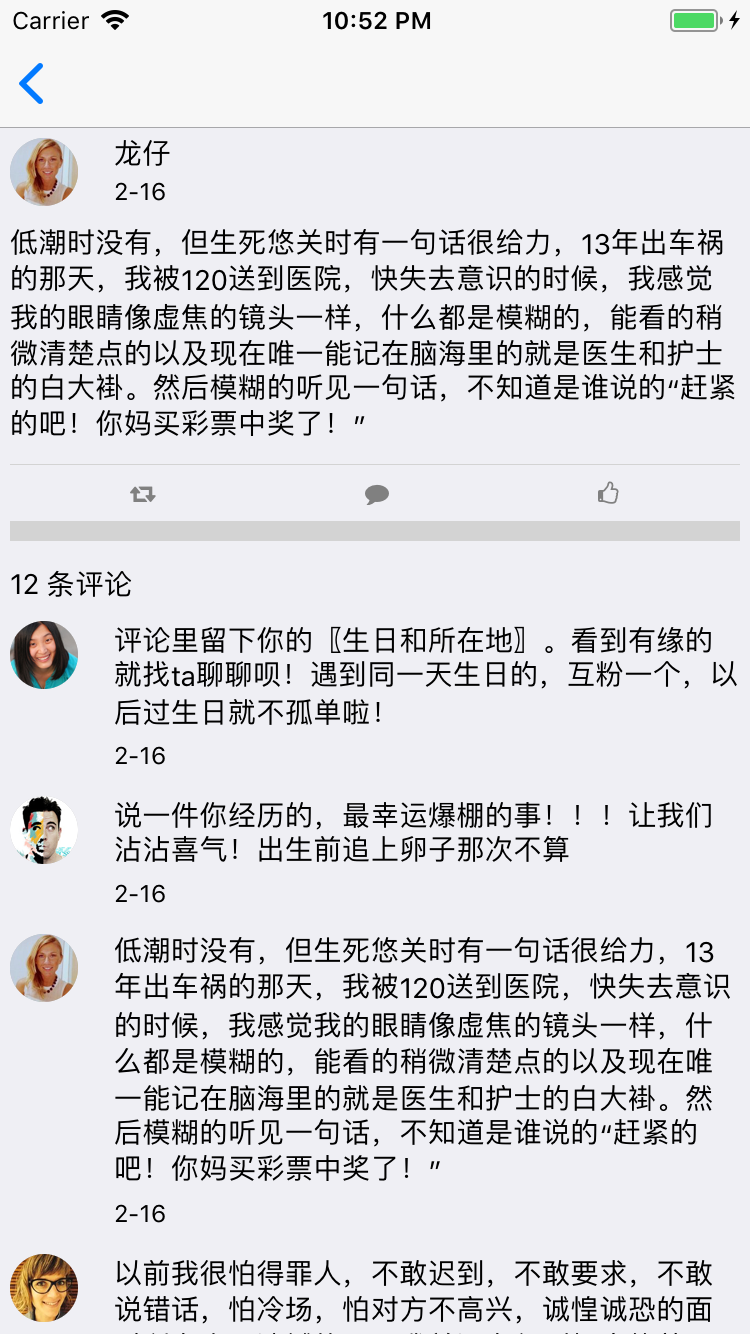 Carrier 10:52 PM
龙仔
2-16
低潮时没有，但生死悠关时有一句话很给力，13年出车祸
的那天，我被120送到医院，快失去意识的时候，我感觉
我的眼睛像虚焦的镜头一样，什么都是模糊的，能看的稍
微清楚点的以及现在唯一能记在脑海里的就是医生和护士
的白大褂。然后模糊的听见一句话，不知道是谁说的“赶紧
的吧！你妈买彩票中奖了！”
12 条评论
评论里留下你的〖生日和所在地〗。看到有缘的
就找ta聊聊呗！遇到同一天生日的，互粉一个，以
后过生日就不孤单啦！
2-16
说一件你经历的，最幸运爆棚的事！！！让我们
沾沾喜气！出生前追上卵子那次不算
2-16
低潮时没有，但生死悠关时有一句话很给力，13
年出车祸的那天，我被120送到医院，快失去意识
的时候，我感觉我的眼睛像虚焦的镜头一样，什
么都是模糊的，能看的稍微清楚点的以及现在唯
一能记在脑海里的就是医生和护士的白大褂。然
后模糊的听见一句话，不知道是谁说的“赶紧的
吧！你妈买彩票中奖了！”
2-16
以前我很怕得罪人，不敢迟到，不敢要求，不敢
说错话，怕冷场，怕对方不高兴，诚惶诚恐的面